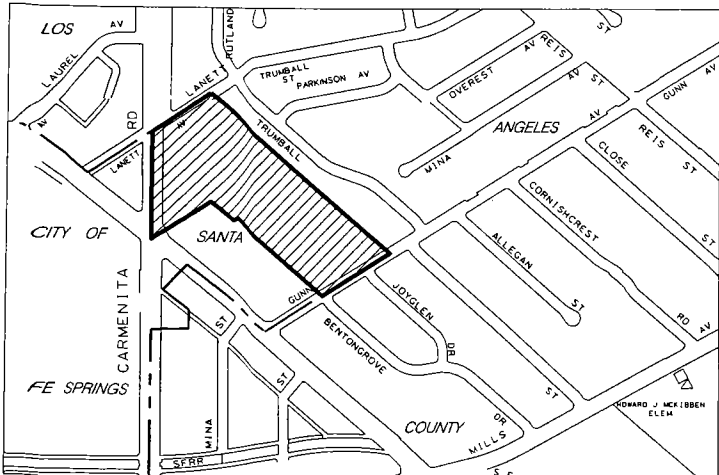 LOS
AV
LAUREL
AV
RD
LANETT
LANETT
AV
RUTLAND
TRUMBALL
ST
PARKINSON AV
TRUMBALL
OVEREST AV
REIS
ST
AV
ST
MINA
ANGELES
AV
GUNN
AV
REIS
ST
CLOSE
ST
CORNISHCREST
RD
AV
ALLEGAN
ST
CITY OF
SANTA
CARMENITA
GUNN
JOYGLEN
DR
BENTONGROVE
DR
ST
FE SPRINGS
ST
ST
MINA
COUNTY
MILLS
HOWARD J MCKIBBEN
ELEM
SFRR